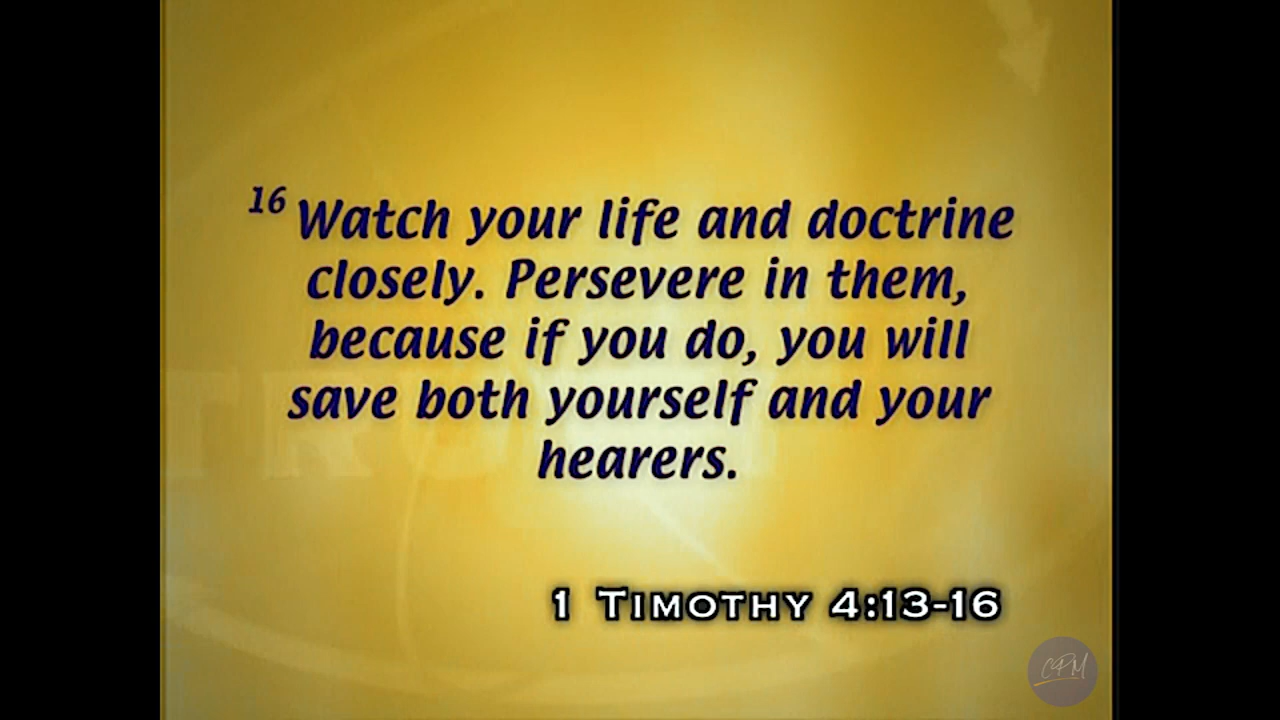 16 Watch your life and doctrine
closely. Persevere in them,
because if you do, you will
save both yourself and your
hearers.
1 Timothy 4:13-16
CPM